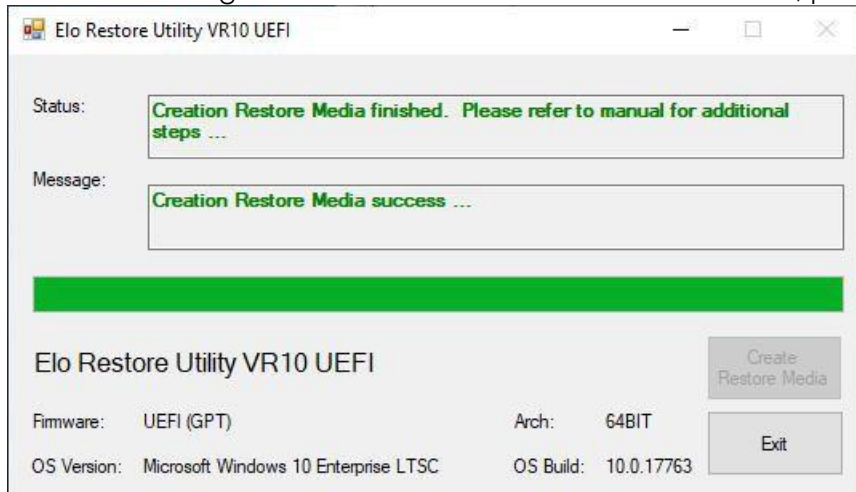 Elo Restore Utility VR10 UEFI
Status:
Creation Restore Media finished.  Please refer to manual for additional
steps ...
Message:
Creation Restore Media success ...
Elo Restore Utility VR10 UEFI
Create
Restore Media
Firmware: UEFI (GPT) Arch: 64BIT
Exit
OS Version: Microsoft Windows 10 Enterprise LTSC OS Build: 10.0.17763